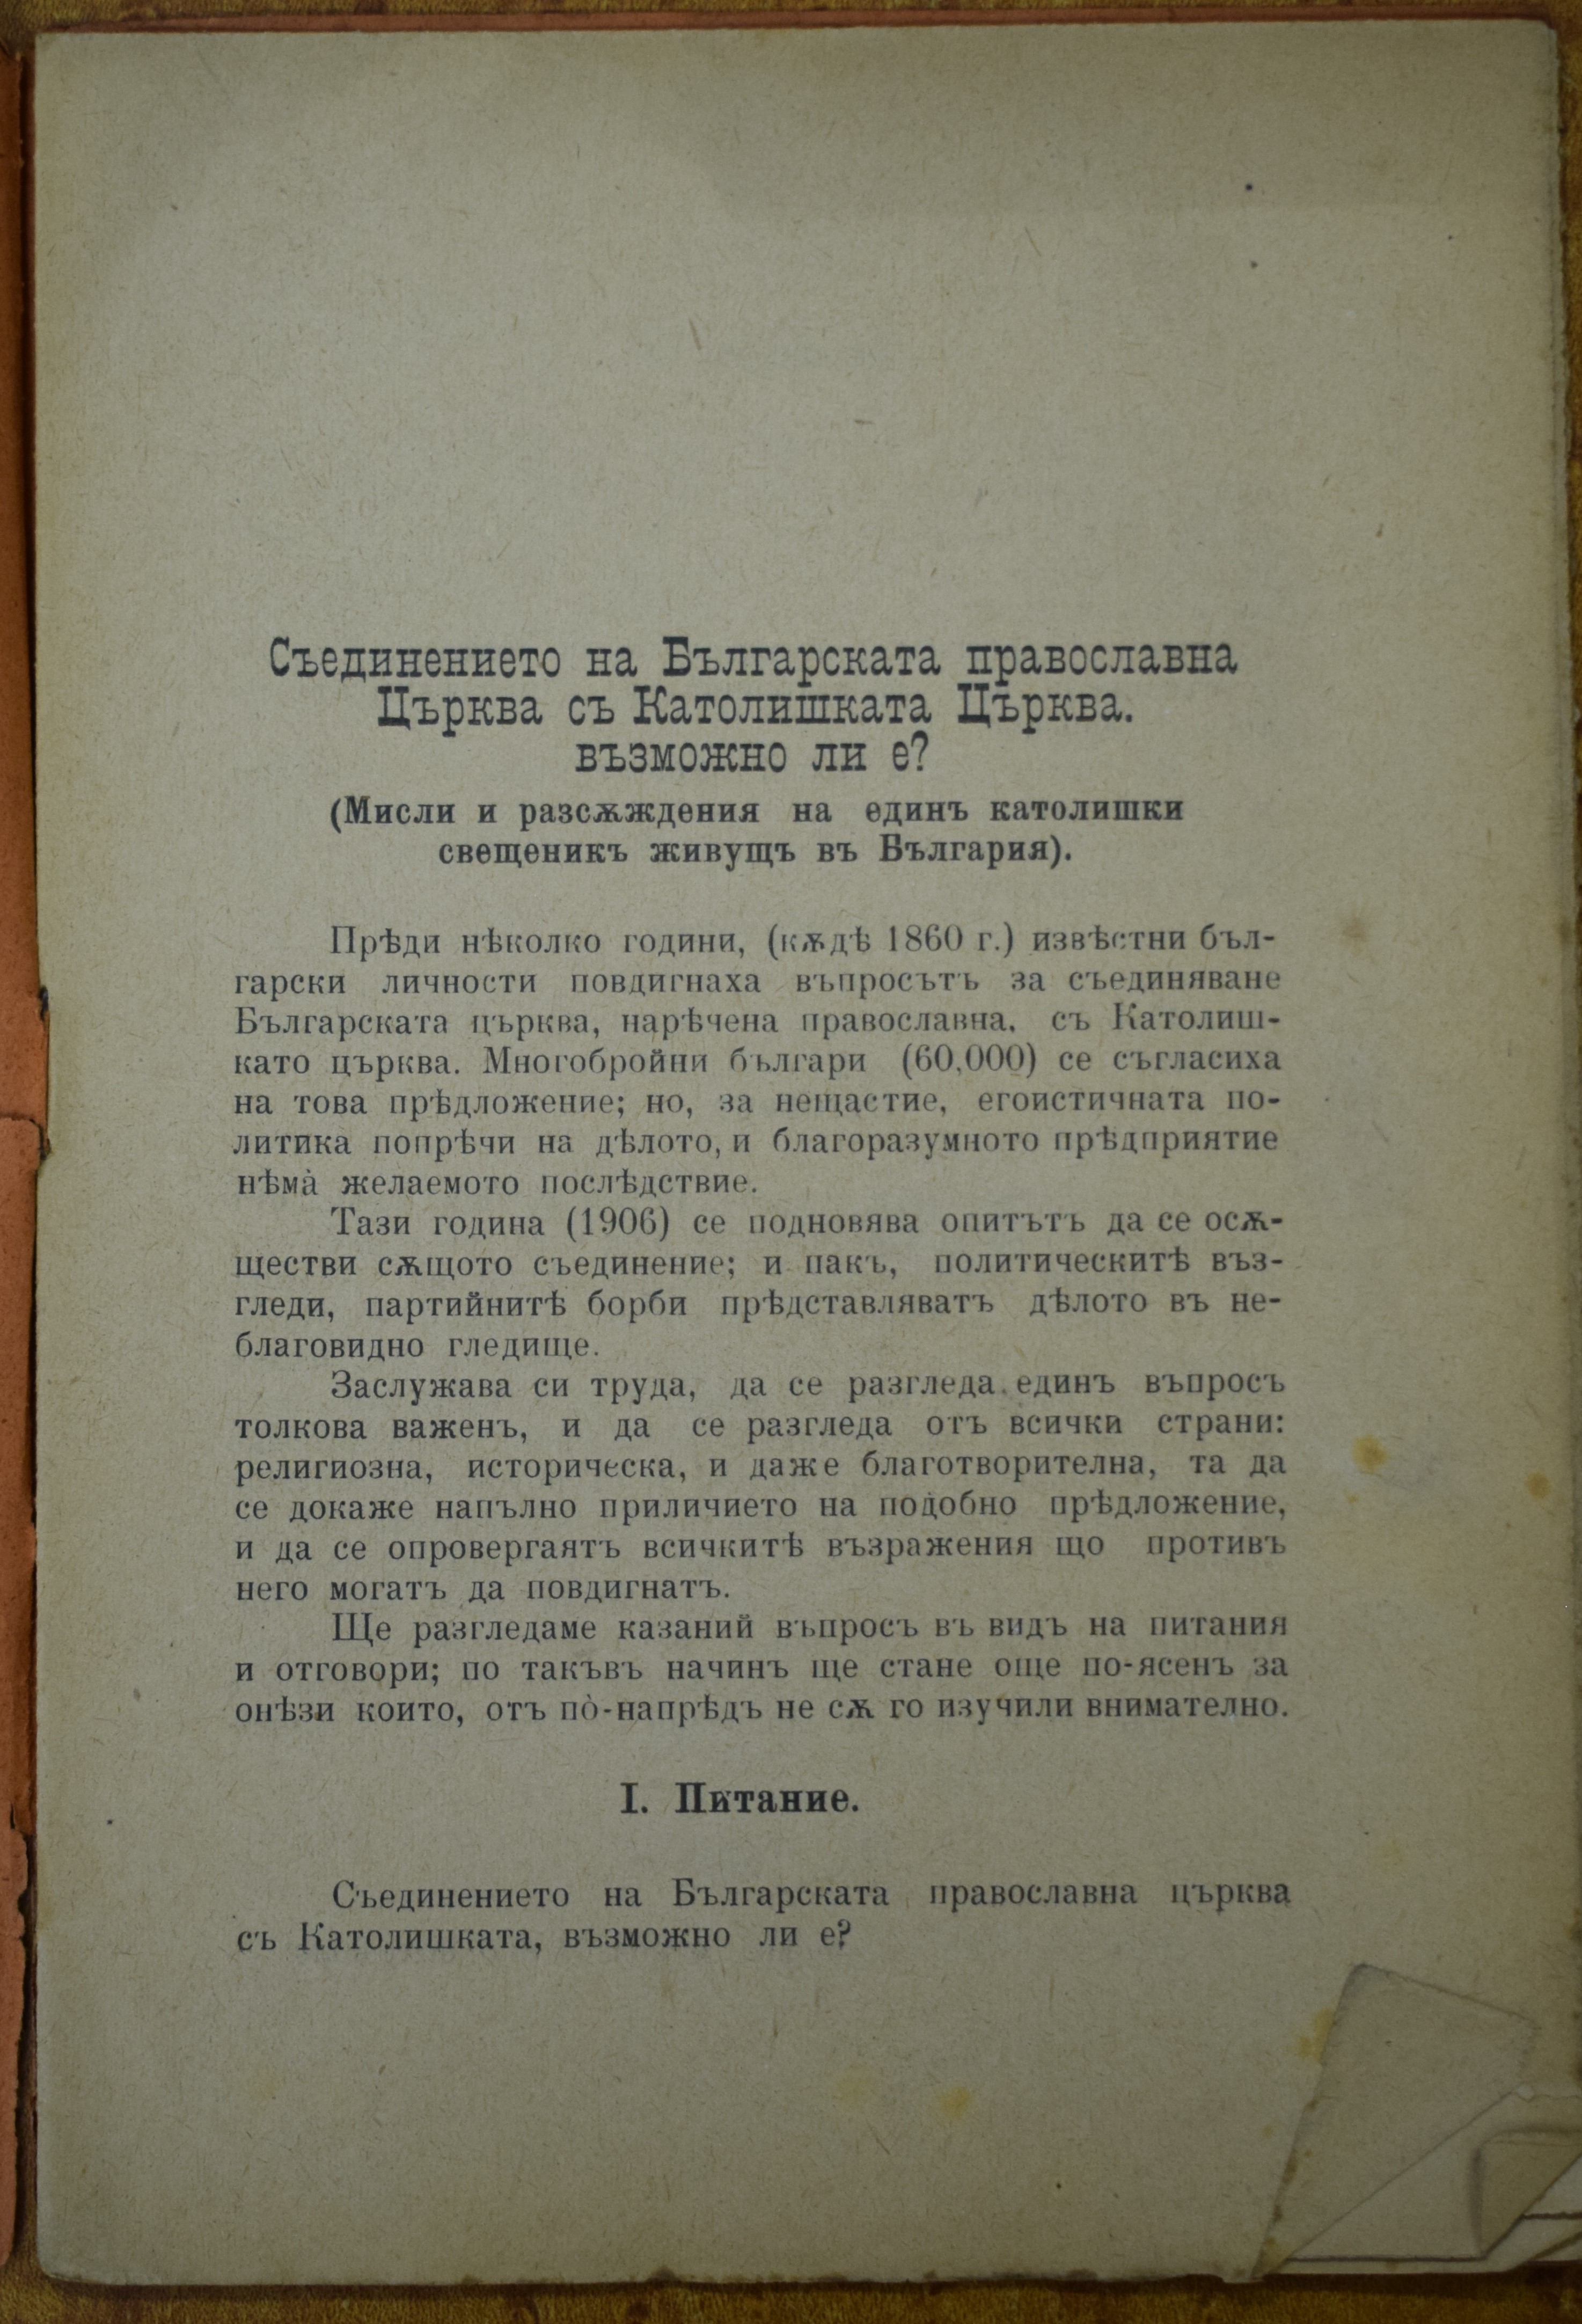 Съединението на Българската православна
Църква съ Католишката Църква.
възможно ли е?
(Мисли и разсѫждения на единъ католишки
свещеникъ живущъ въ България).
Прѣди нѣколко години, (кѫдѣ 1860 г.) извѣстни бъл-
гарски личности повдигнаха въпросътъ за съединяване
Българската църква, нарѣчена православна, съ Католиш-
като църква. Многобройни българи (60,000) се съгласиха
на това прѣдложение; но, за нещастие, егоистичната по-
литика попрѣчи на дѣлото, и благоразумното прѣдприятие
нѣмà желаемото послѣдствие.
Тази година (1906) се подновява опитътъ да се осѫ-
ществи сѫщото съединение; и пакъ, политическитѣ въз-
гледи, партийнитѣ борби прѣдставляватъ дѣлото въ не-
благовидно гледище.
Заслужава си труда, да се разгледа единъ въпросъ
толкова важенъ, и да се разгледа отъ всички страни:
религиозна, историческа, и даже благотворителна, та да
се докаже напълно приличието на подобно прѣдложение,
и да се опровергаятъ всичкитѣ възражения що противъ
него могатъ да повдигнатъ.
Ще разгледаме казаний въпросъ въ видъ на питания
и отговори; по такъвъ начинъ ще стане още по-ясенъ за
онѣзи които, отъ пò-напрѣдъ не сѫ го изучили внимателно.
I. Питание.
Съединението на Българската православна църква
съ Католишката, възможно ли е?